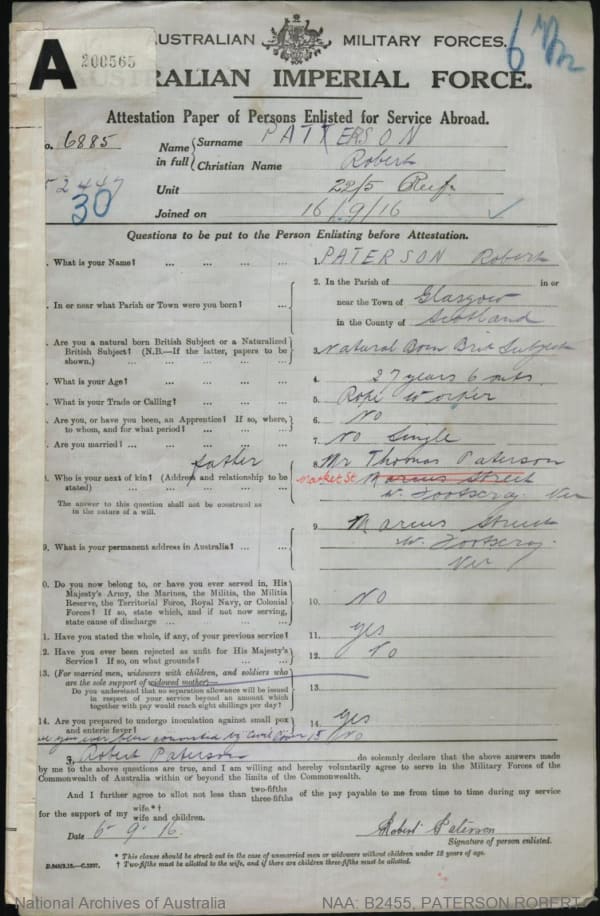 A 200565
AUSTRALIAN MILITARY FORCES.
AUSTRALIAN IMPERIAL FORCE.
Attestation Paper of Persons Enlisted for Service Abroad.
o. 6885
Name in full { Surname PATTERSON
Christian Name Robert
52447
30
Unit 22/5 Reif
Joined on 16/9/16
Questions to be put to the Person Enlisting before Attestation.
. What is your Name? ... ... ... ... 1. PATERSON Robert
. In or near what Parish or Town were you born? ... 2. In the Parish of in or
near the Town of Glasgow
in the County of Scotland
. Are you a natural born British Subject or a Naturalized
British Subject? (N.B.—If the latter, papers to be
shown.) ... ... ... ... 3. Natural Born Brit Subject
. What is your Age? ... ... ... ... 4. 27 years 6 mts
. What is your Trade or Calling? ... ... ... 5. Rope Worker
. Are you, or have you been, an Apprentice? If so, where,
to whom, and for what period? ... ... ... 6. No
. Are you married? ... ... ... ... 7. No Single
father
. Who is your next of kin? (Address and relationship to be
stated) ... ... ... 8. Mr Thomas Paterson
Market St Marcus Street
W. Footscray Vic
The answer to this question shall not be construed as
in the nature of a will.
9. What is your permanent address in Australia? ... ... 9. Marcus Street
W. Footscray.
Vic
0. Do you now belong to, or have you ever served in, His
Majesty's Army, the Marines, the Militia, the Militia
Reserve, the Territorial Force, Royal Navy, or Colonial
Forces? If so, state which, and if not now serving,
state cause of discharge ... ... ... 10. No
1. Have you stated the whole, if any, of your previous service? 11. yes
2. Have you ever been rejected as unfit for His Majesty's
Service? If so, on what grounds? ... ... 12. No
13. (For married men, widowers with children, and soldiers who
are the sole support of widowed mother—
Do you understand that no separation allowance will be issued
in respect of your service beyond an amount which
together with pay would reach eight shillings per day? 13.
14. Are you prepared to undergo inoculation against small pox
and enteric fever? 14. yes
you ever been convicted by Civil Court 15 No
I, Robert Paterson do solemnly declare that the above answers made
by me to the above questions are true, and I am willing and hereby voluntarily agree to serve in the Military Forces of the
Commonwealth of Australia within or beyond the limits of the Commonwealth.
And I further agree to allot not less than two-fifths three-fifths of the pay payable to me from time to time during my service
for the support of my wife *† wife and children.
Date 6-9-16. Robert Paterson
Signature of person enlisted.
* This clause should be struck out in the case of unmarried men or widowers without children under 18 years of age.
† Two-fifths must be allotted to the wife, and if there are children three-fifths must be allotted.
National Archives of Australia NAA: B2455, PATERSON ROBERT